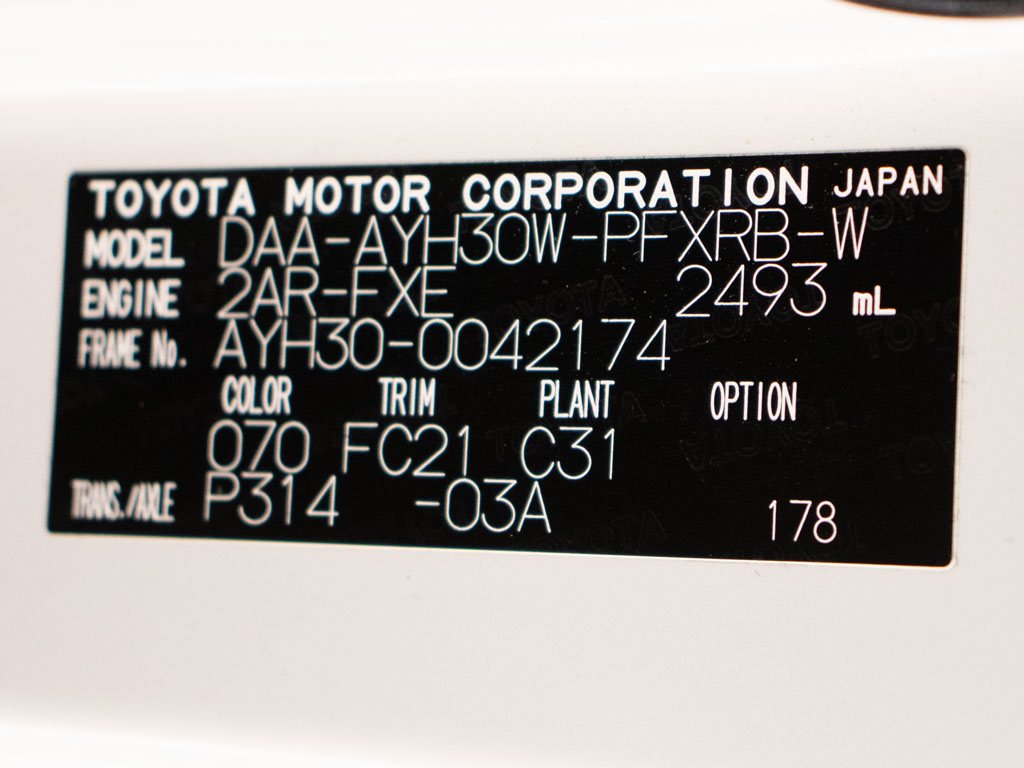 TOYOTA MOTOR CORPORATION JAPAN
MODEL DAA-AYH30W-PFXRB-W
ENGINE 2AR-FXE 2493 mL
FRAME No. AYH30-0042174
COLOR TRIM PLANT OPTION
070 FC21 C31
TRANS./AXLE P314 -03A 178